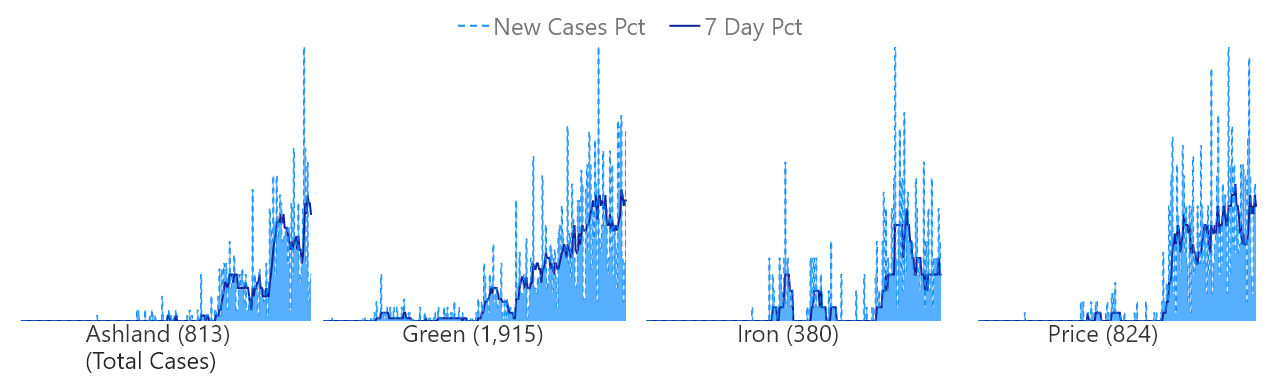 New Cases Pct 7 Day Pct
Ashland (813) Green (1,915) Iron (380) Price (824)
(Total Cases)